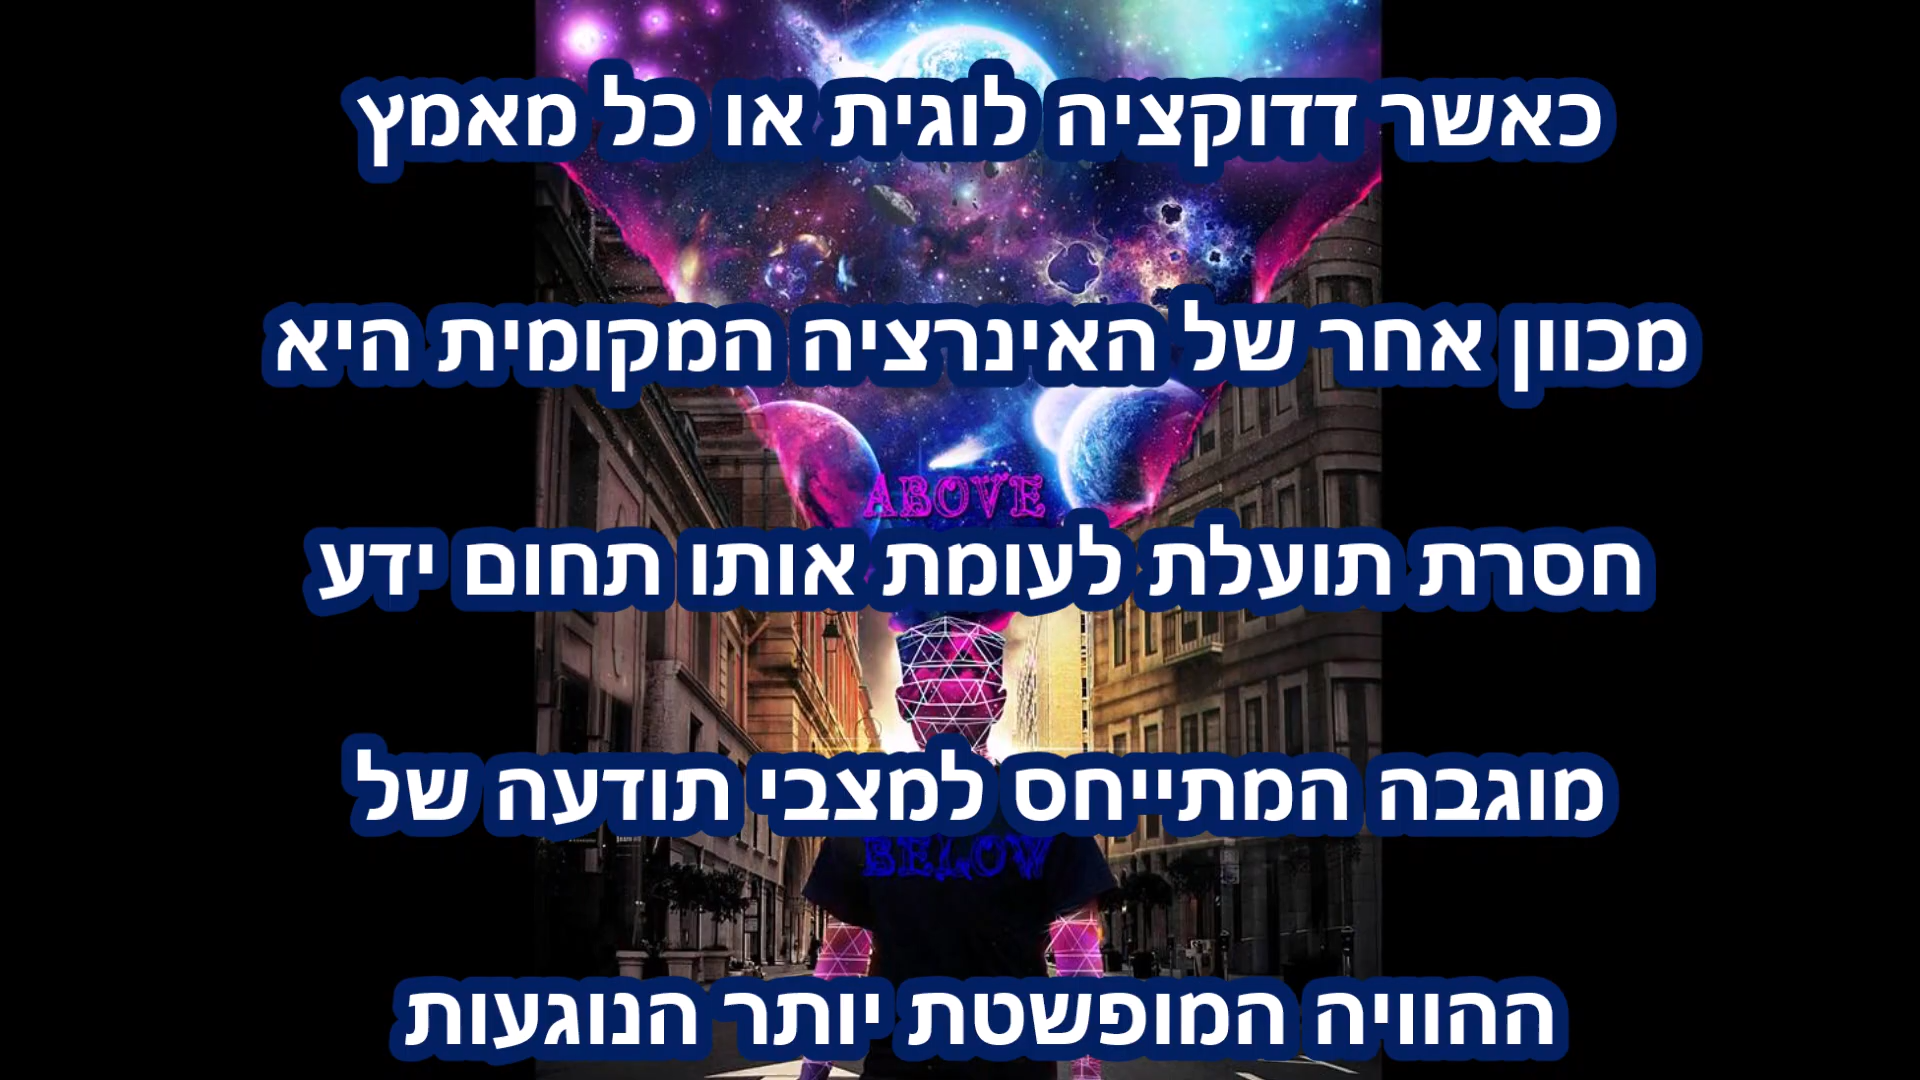 כאשר דדוקציה לוגית או כל מאמץ
מכוון אחר של האינרציה המקומית היא
ABOVE
חסרת תועלת לעומת אותו תחום ידע
מוגבה המתייחס למצבי תודעה של
BELOW
ההוויה המופשטת יותר הנוגעות